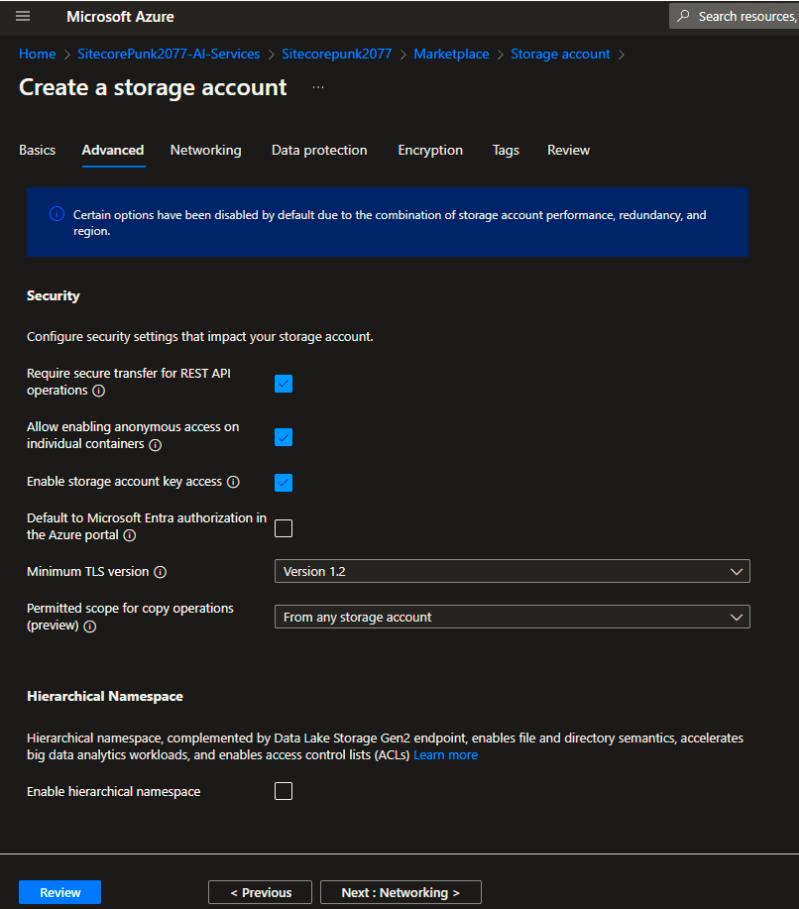 Microsoft Azure
Search resources,
Home > SitecorePunk2077-AI-Services > Sitecorepunk2077 > Marketplace > Storage account >
Create a storage account ...
Basics Advanced Networking Data protection Encryption Tags Review
Certain options have been disabled by default due to the combination of storage account performance, redundancy, and
region.
Security
Configure security settings that impact your storage account.
Require secure transfer for REST API
operations
Allow enabling anonymous access on
individual containers
Enable storage account key access
Default to Microsoft Entra authorization in
the Azure portal
Minimum TLS version
Version 1.2
Permitted scope for copy operations
(preview)
From any storage account
Hierarchical Namespace
Hierarchical namespace, complemented by Data Lake Storage Gen2 endpoint, enables file and directory semantics, accelerates
big data analytics workloads, and enables access control lists (ACLs) Learn more
Enable hierarchical namespace
Review
< Previous
Next : Networking >